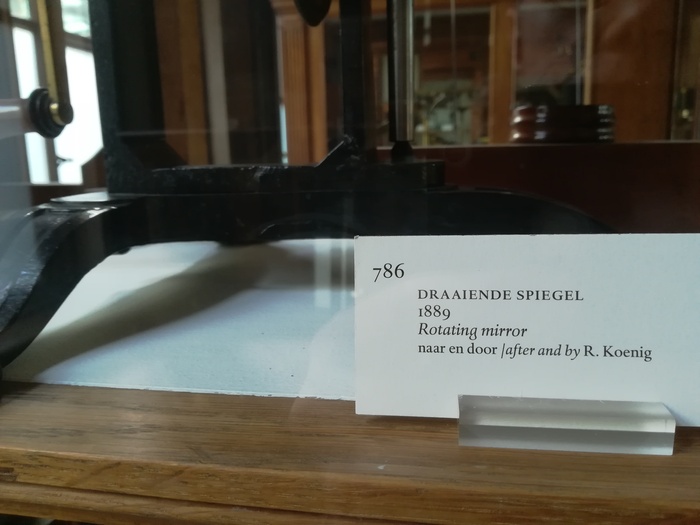 786
DRAAIENDE SPIEGEL
1889
Rotating mirror
naar en door /after and by R. Koenig